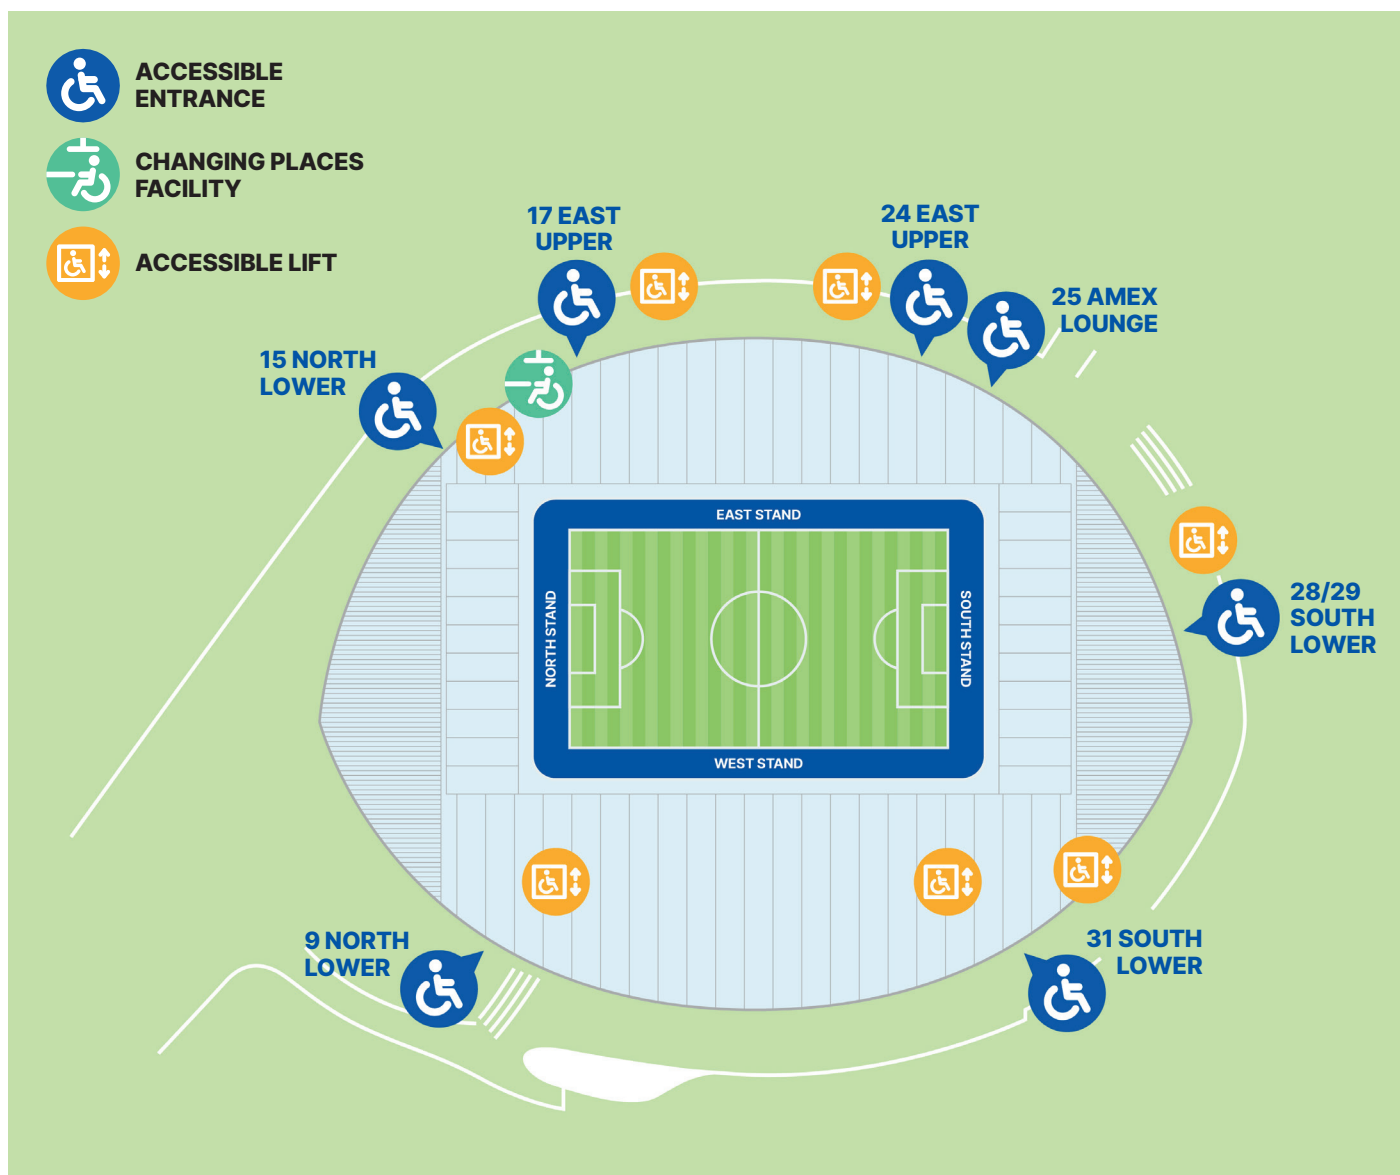 ACCESSIBLE
ENTRANCE
CHANGING PLACES
FACILITY
ACCESSIBLE LIFT
17 EAST
UPPER
24 EAST
UPPER
25 AMEX
LOUNGE
15 NORTH
LOWER
EAST STAND
NORTH STAND
SOUTH STAND
WEST STAND
28/29
SOUTH
LOWER
9 NORTH
LOWER
31 SOUTH
LOWER